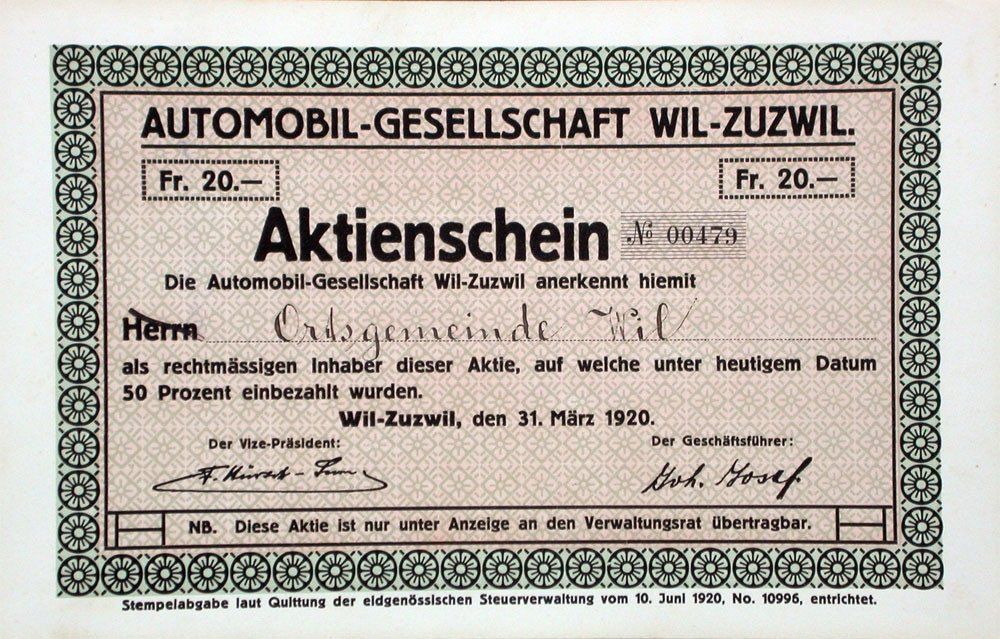 AUTOMOBIL-GESELLSCHAFT WIL-ZUZWIL.
Fr. 20.— Fr. 20.—
Aktienschein № 00479
Die Automobil-Gesellschaft Wil-Zuzwil anerkennt hiemit
Herrn Ortsgemeinde Wil
als rechtmässigen Inhaber dieser Aktie, auf welche unter heutigem Datum
50 Prozent einbezahlt wurden.
Wil-Zuzwil, den 31. März 1920.
Der Vize-Präsident: Der Geschäftsführer:
Joh. Josef.
NB. Diese Aktie ist nur unter Anzeige an den Verwaltungsrat übertragbar.
Stempelabgabe laut Quittung der eidgenössischen Steuerverwaltung vom 10. Juni 1920, No. 10996, entrichtet.